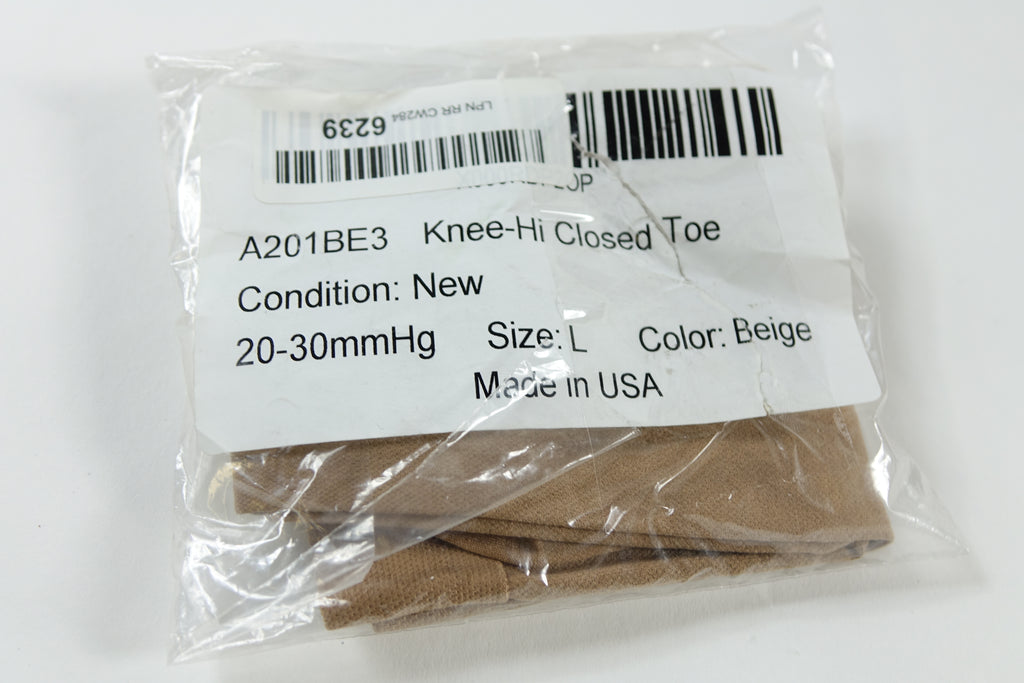 LPN RR CW284
6239
A201BE3 Knee-Hi Closed Toe
Condition: New
20-30mmHg Size: L Color: Beige
Made in USA